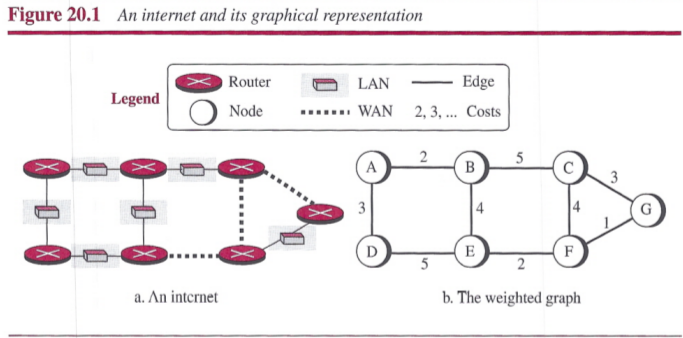 Figure 20.1 An internet and its graphical representation
Legend
Router LAN Edge
Node WAN 2, 3, ... Costs
2 5
A B C
3
3 4 4 G
1
D E F
5 2
a. An internet b. The weighted graph